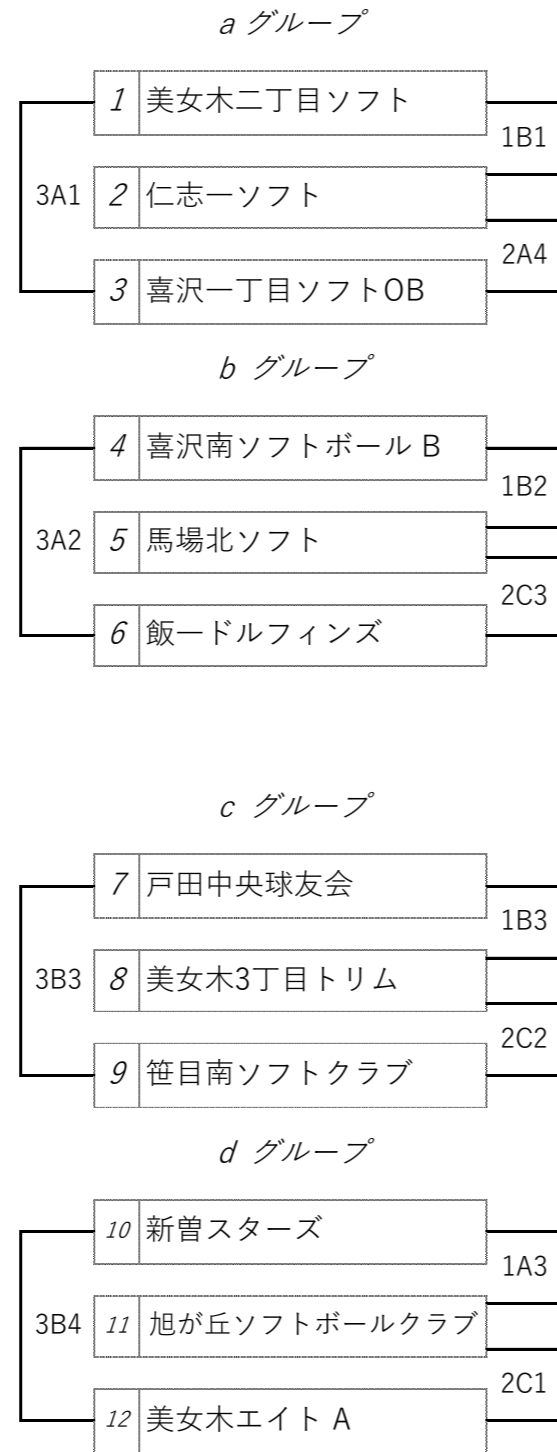 a グループ
1 美女木二丁目ソフト
1B1
3A1 2 仁志一ソフト
2A4
3 喜沢一丁目ソフトOB
b グループ
4 喜沢南ソフトボール B
1B2
3A2 5 馬場北ソフト
2C3
6 飯一ドルフィンズ
c グループ
7 戸田中央球友会
1B3
3B3 8 美女木3丁目トリム
2C2
9 笹目南ソフトクラブ
d グループ
10 新曽スターズ
1A3
3B4 11 旭が丘ソフトボールクラブ
2C1
12 美女木エイト A